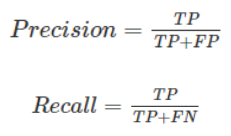 Precision = TP / TP+FP
Recall = TP / TP+FN